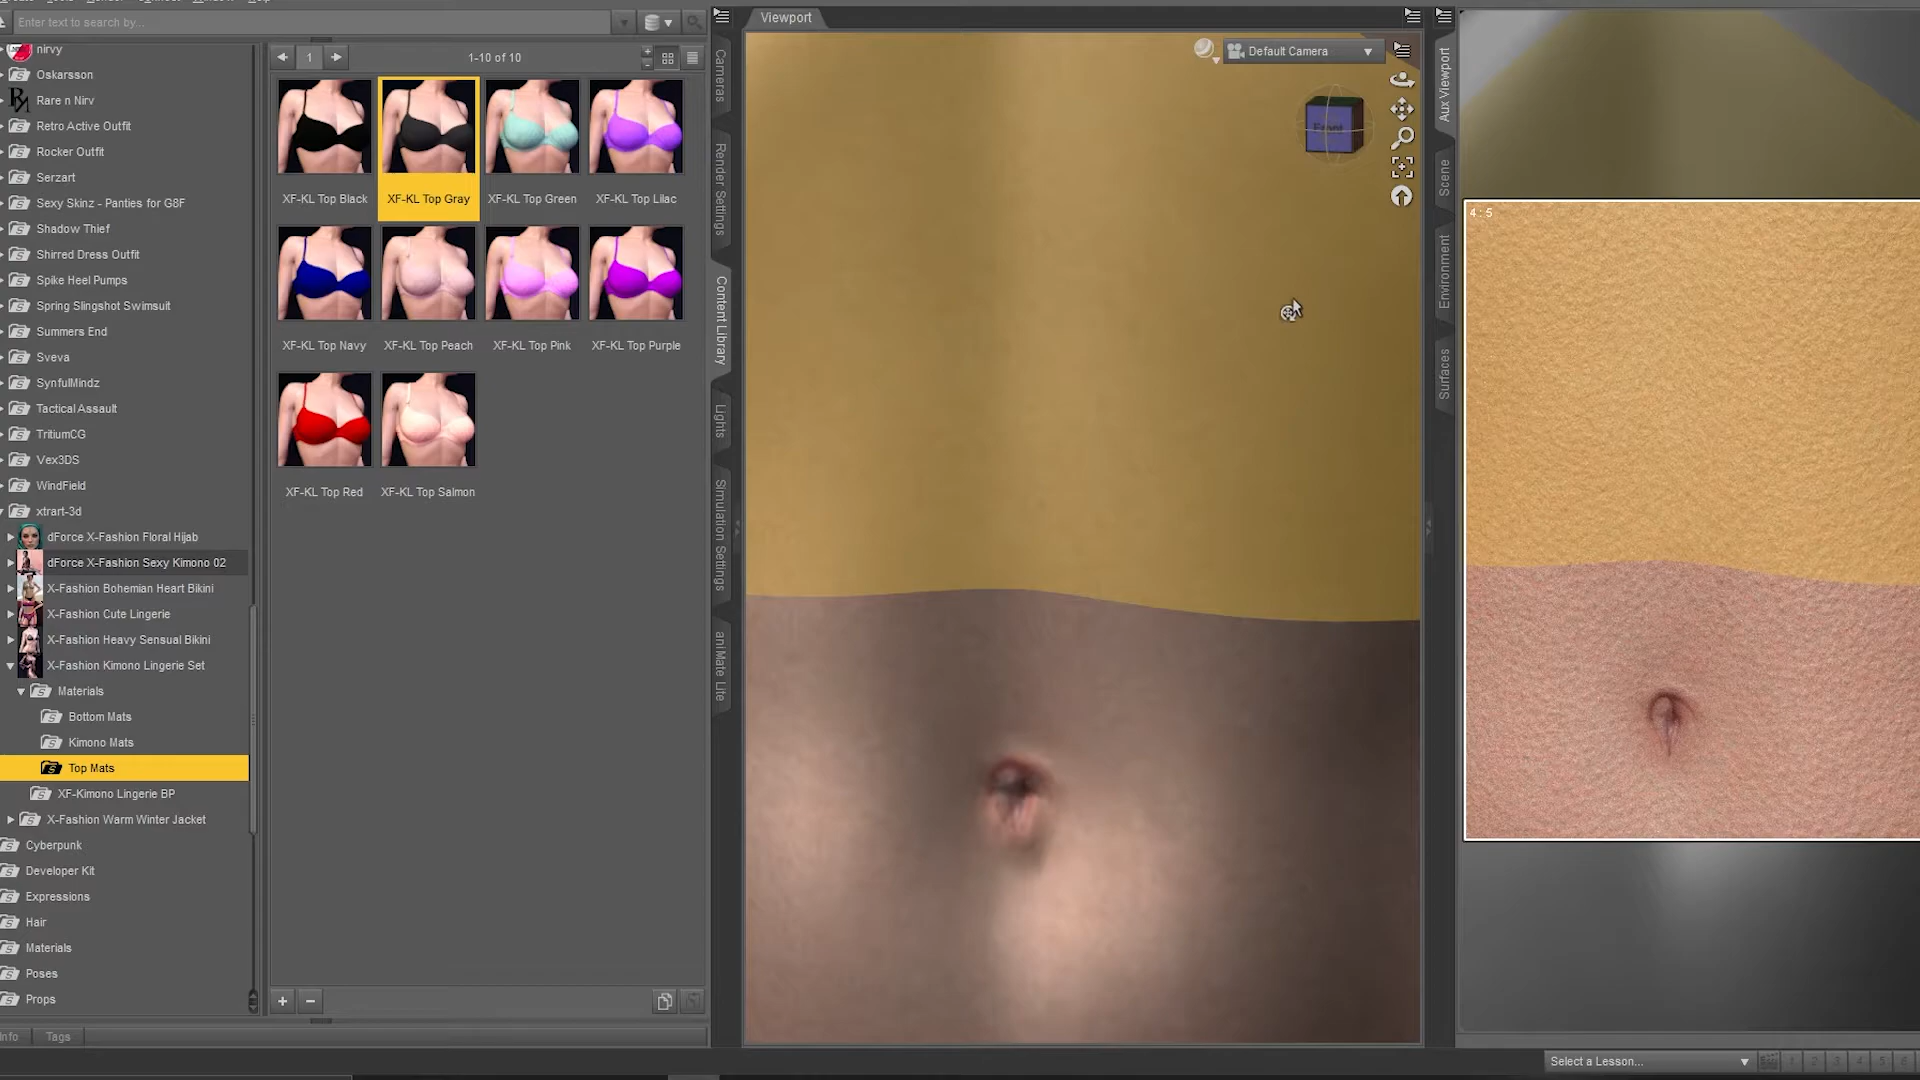 Enter text to search by...
nirvy
Oskarsson
Rare n Nirv
Retro Active Outfit
Rocker Outfit
Serzart
Sexy Skinz - Panties for G8F
Shadow Thief
Shirred Dress Outfit
Spike Heel Pumps
Spring Slingshot Swimsuit
Summers End
Sveva
SynfulMindz
Tactical Assault
TritiumCG
Vex3DS
WindField
xtrart-3d
dForce X-Fashion Floral Hijab
dForce X-Fashion Sexy Kimono 02
X-Fashion Bohemian Heart Bikini
X-Fashion Cute Lingerie
X-Fashion Heavy Sensual Bikini
X-Fashion Kimono Lingerie Set
Materials
Bottom Mats
Kimono Mats
Top Mats
XF-Kimono Lingerie BP
X-Fashion Warm Winter Jacket
Cyberpunk
Developer Kit
Expressions
Hair
Materials
Poses
Props
Info
Tags
1
1-10 of 10
XF-KL Top Black
XF-KL Top Gray
XF-KL Top Green
XF-KL Top Lilac
XF-KL Top Navy
XF-KL Top Peach
XF-KL Top Pink
XF-KL Top Purple
XF-KL Top Red
XF-KL Top Salmon
Cameras
Render Settings
Content Library
Lights
Simulation Settings
aniMate Lite
Viewport
Default Camera
Front
Aux Viewport
Scene
Environment
Surfaces
4 : 5
Select a Lesson...
1 2 3 4 5 6